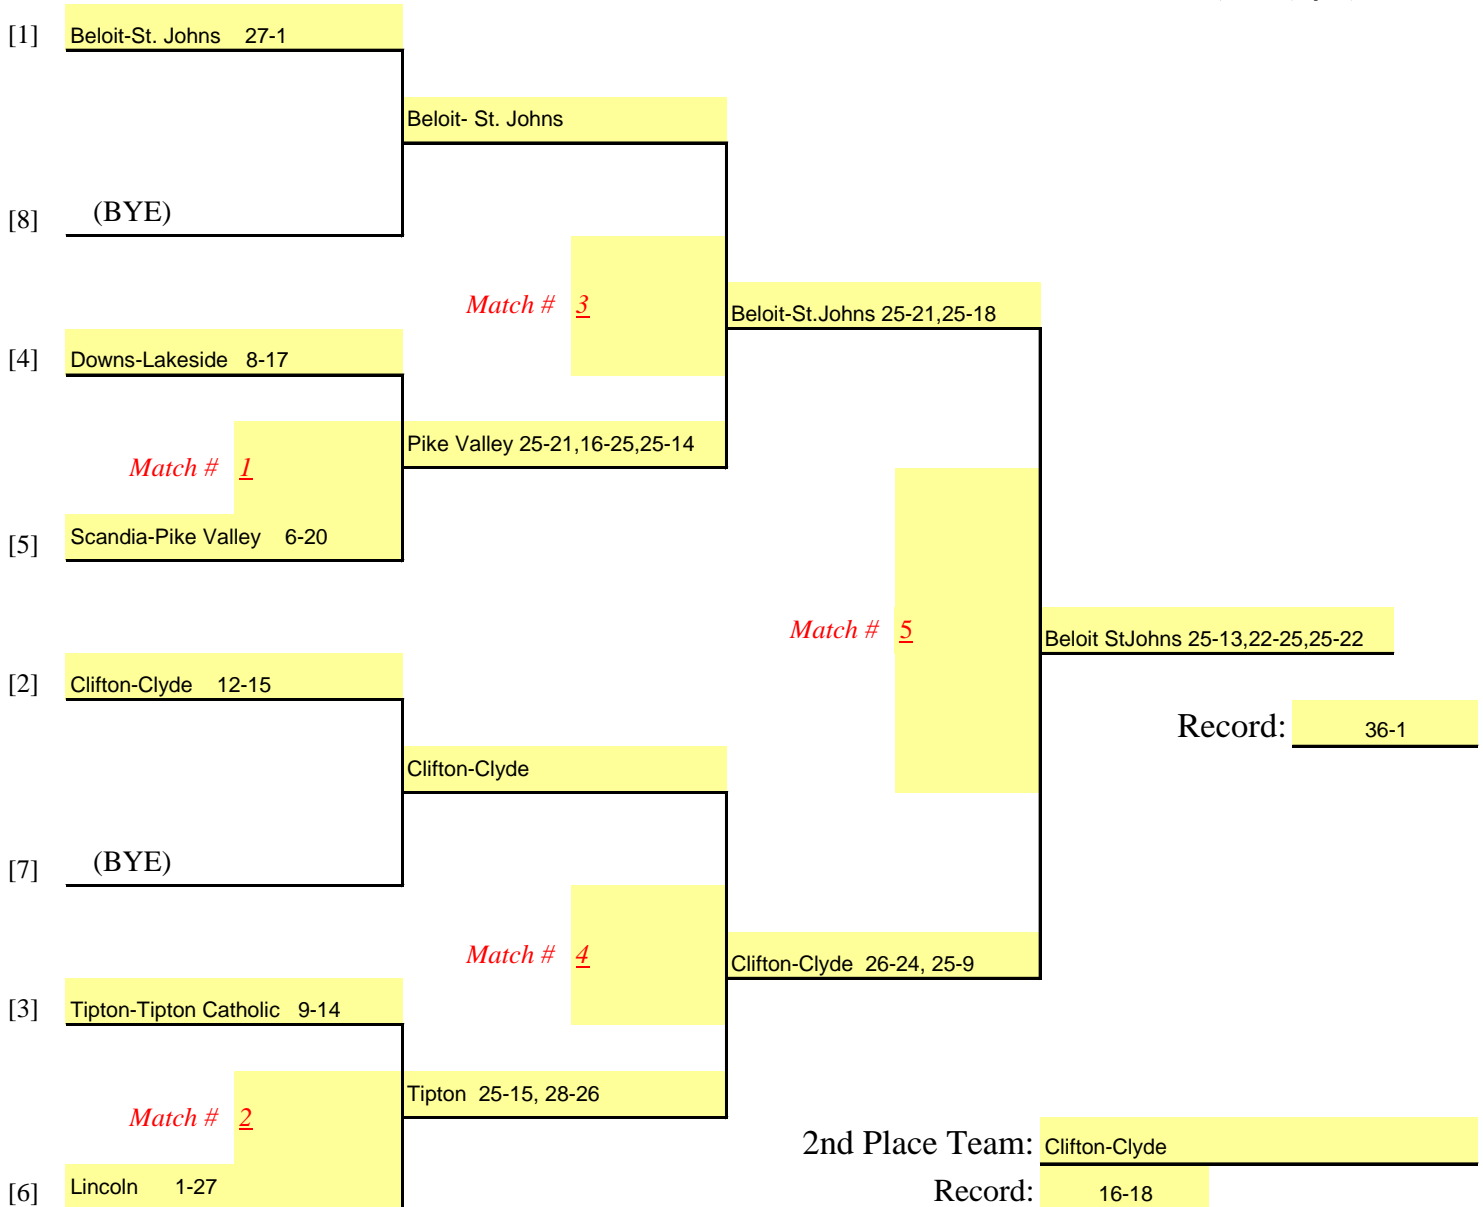 [1] Beloit-St. Johns 27-1
Beloit- St. Johns
[8] (BYE)
Match # 3
Beloit-St.Johns 25-21,25-18
[4] Downs-Lakeside 8-17
Pike Valley 25-21,16-25,25-14
Match # 1
[5] Scandia-Pike Valley 6-20
Match # 5
Beloit StJohns 25-13,22-25,25-22
[2] Clifton-Clyde 12-15
Record: 36-1
Clifton-Clyde
[7] (BYE)
Match # 4
Clifton-Clyde 26-24, 25-9
[3] Tipton-Tipton Catholic 9-14
Tipton 25-15, 28-26
Match # 2
2nd Place Team: Clifton-Clyde
[6] Lincoln 1-27
Record: 16-18